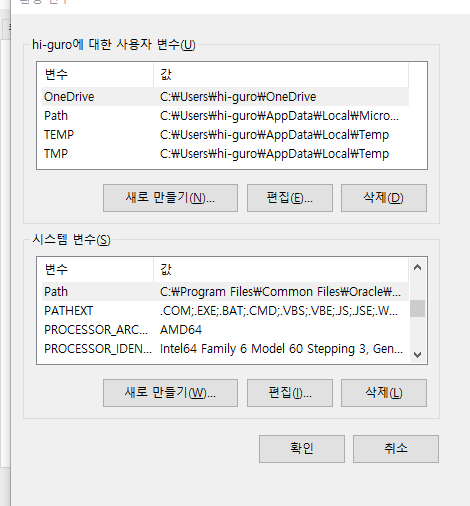 hi-guro에 대한 사용자 변수(U)
변수 값
OneDrive C:₩Users₩hi-guro₩OneDrive
Path C:₩Users₩hi-guro₩AppData₩Local₩Micro...
TEMP C:₩Users₩hi-guro₩AppData₩Local₩Temp
TMP C:₩Users₩hi-guro₩AppData₩Local₩Temp
새로 만들기(N)... 편집(E)... 삭제(D)
시스템 변수(S)
변수 값
Path C:₩Program Files₩Common Files₩Oracle₩...
PATHEXT .COM;.EXE;.BAT;.CMD;.VBS;.VBE;.JS;.JSE;.W...
PROCESSOR_ARC... AMD64
PROCESSOR_IDEN... Intel64 Family 6 Model 60 Stepping 3, Gen...
새로 만들기(W)... 편집(I)... 삭제(L)
확인 취소